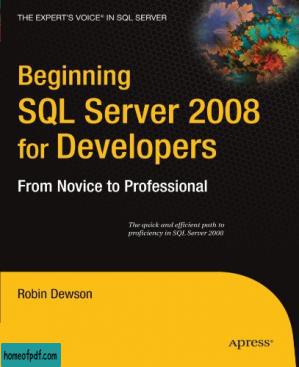 THE EXPERT'S VOICE® IN SQL SERVER
Beginning
SQL Server 2008
for Developers
From Novice to Professional
The quick and efficient path to
proficiency in SQL Server 2008
Robin Dewson
Apress®
homeofpdf.com